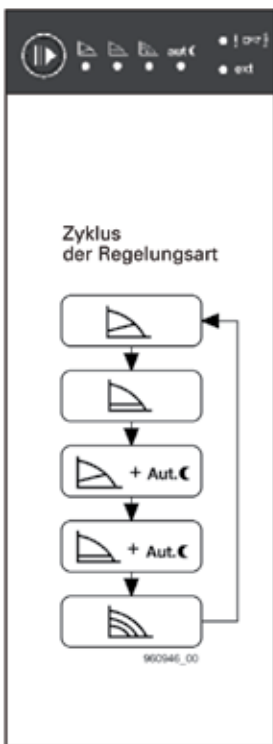 aut
ext
Zyklus
der Regelungsart
+ Aut.
+ Aut.
960946_00